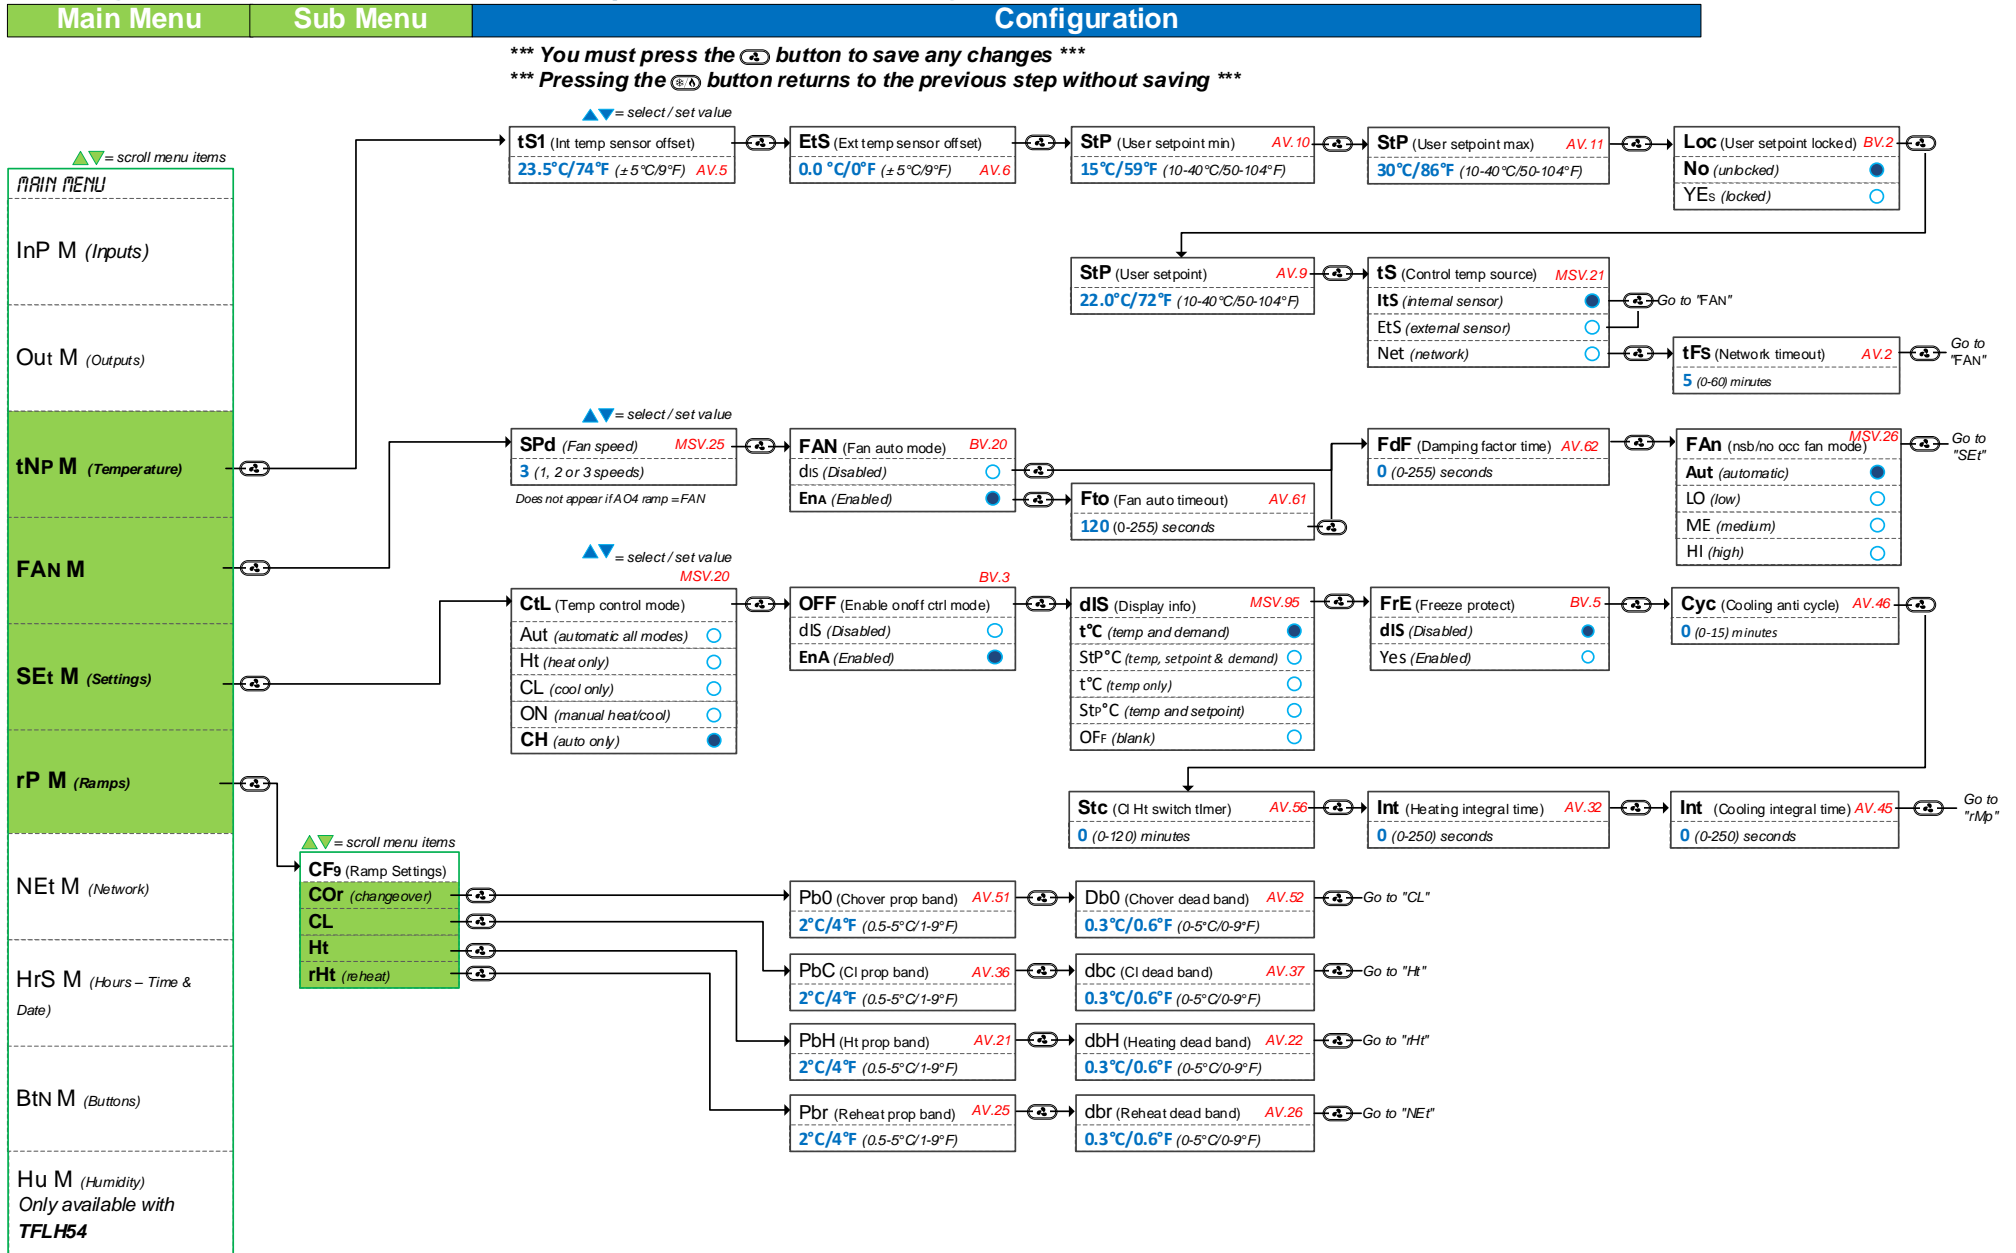 Main Menu
Sub Menu
Configuration
*** You must press the button to save any changes ***
*** Pressing the button returns to the previous step without saving ***
= select / set value
= scroll menu items
MAIN MENU
InP M (Inputs)
Out M (Outputs)
tNP M (Temperature)
FAN M
SEt M (Settings)
rP M (Ramps)
NEt M (Network)
HrS M (Hours – Time &
Date)
BtN M (Buttons)
Hu M (Humidity)
Only available with
TFLH54
tS1 (Int temp sensor offset)
23.5°C/74°F (± 5°C/9°F) AV.5
EtS (Ext temp sensor offset)
0.0 °C/0°F (± 5°C/9°F) AV.6
StP (User setpoint min) AV.10
15°C/59°F (10-40°C/50-104°F)
StP (User setpoint max) AV.11
30°C/86°F (10-40°C/50-104°F)
Loc (User setpoint locked) BV.2
No (unlocked)
YEs (locked)
StP (User setpoint) AV.9
22.0°C/72°F (10-40°C/50-104°F)
tS (Control temp source) MSV.21
ItS (internal sensor)
EtS (external sensor)
Net (network)
Go to "FAN"
tFs (Network timeout) AV.2
5 (0-60) minutes
Go to
"FAN"
= select / set value
SPd (Fan speed) MSV.25
3 (1, 2 or 3 speeds)
Does not appear if AO4 ramp = FAN
FAN (Fan auto mode) BV.20
dIS (Disabled)
EnA (Enabled)
Fto (Fan auto timeout) AV.61
120 (0-255) seconds
FdF (Damping factor time) AV.62
0 (0-255) seconds
FAn (nsb/no occ fan mode) MSV.26
Aut (automatic)
LO (low)
ME (medium)
HI (high)
Go to
"SEt"
= select / set value
MSV.20
CtL (Temp control mode)
Aut (automatic all modes)
Ht (heat only)
CL (cool only)
ON (manual heat/cool)
CH (auto only)
BV.3
OFF (Enable onoff ctrl mode)
dIS (Disabled)
EnA (Enabled)
dIS (Display info) MSV.95
t°C (temp and demand)
StP°C (temp, setpoint & demand)
t°C (temp only)
StP°C (temp and setpoint)
OFF (blank)
FrE (Freeze protect) BV.5
dIS (Disabled)
Yes (Enabled)
Cyc (Cooling anti cycle) AV.46
0 (0-15) minutes
Stc (Cl Ht switch tImer) AV.56
0 (0-120) minutes
Int (Heating integral time) AV.32
0 (0-250) seconds
Int (Cooling integral time) AV.45
0 (0-250) seconds
Go to
"rMp"
= scroll menu items
CF9 (Ramp Settings)
COr (changeover)
CL
Ht
rHt (reheat)
Pb0 (Chover prop band) AV.51
2°C/4°F (0.5-5°C/1-9°F)
Db0 (Chover dead band) AV.52
0.3°C/0.6°F (0-5°C/0-9°F)
Go to "CL"
PbC (Cl prop band) AV.36
2°C/4°F (0.5-5°C/1-9°F)
dbc (Cl dead band) AV.37
0.3°C/0.6°F (0-5°C/0-9°F)
Go to "Ht"
PbH (Ht prop band) AV.21
2°C/4°F (0.5-5°C/1-9°F)
dbH (Heating dead band) AV.22
0.3°C/0.6°F (0-5°C/0-9°F)
Go to "rHt"
Pbr (Reheat prop band) AV.25
2°C/4°F (0.5-5°C/1-9°F)
dbr (Reheat dead band) AV.26
0.3°C/0.6°F (0-5°C/0-9°F)
Go to "NEt"